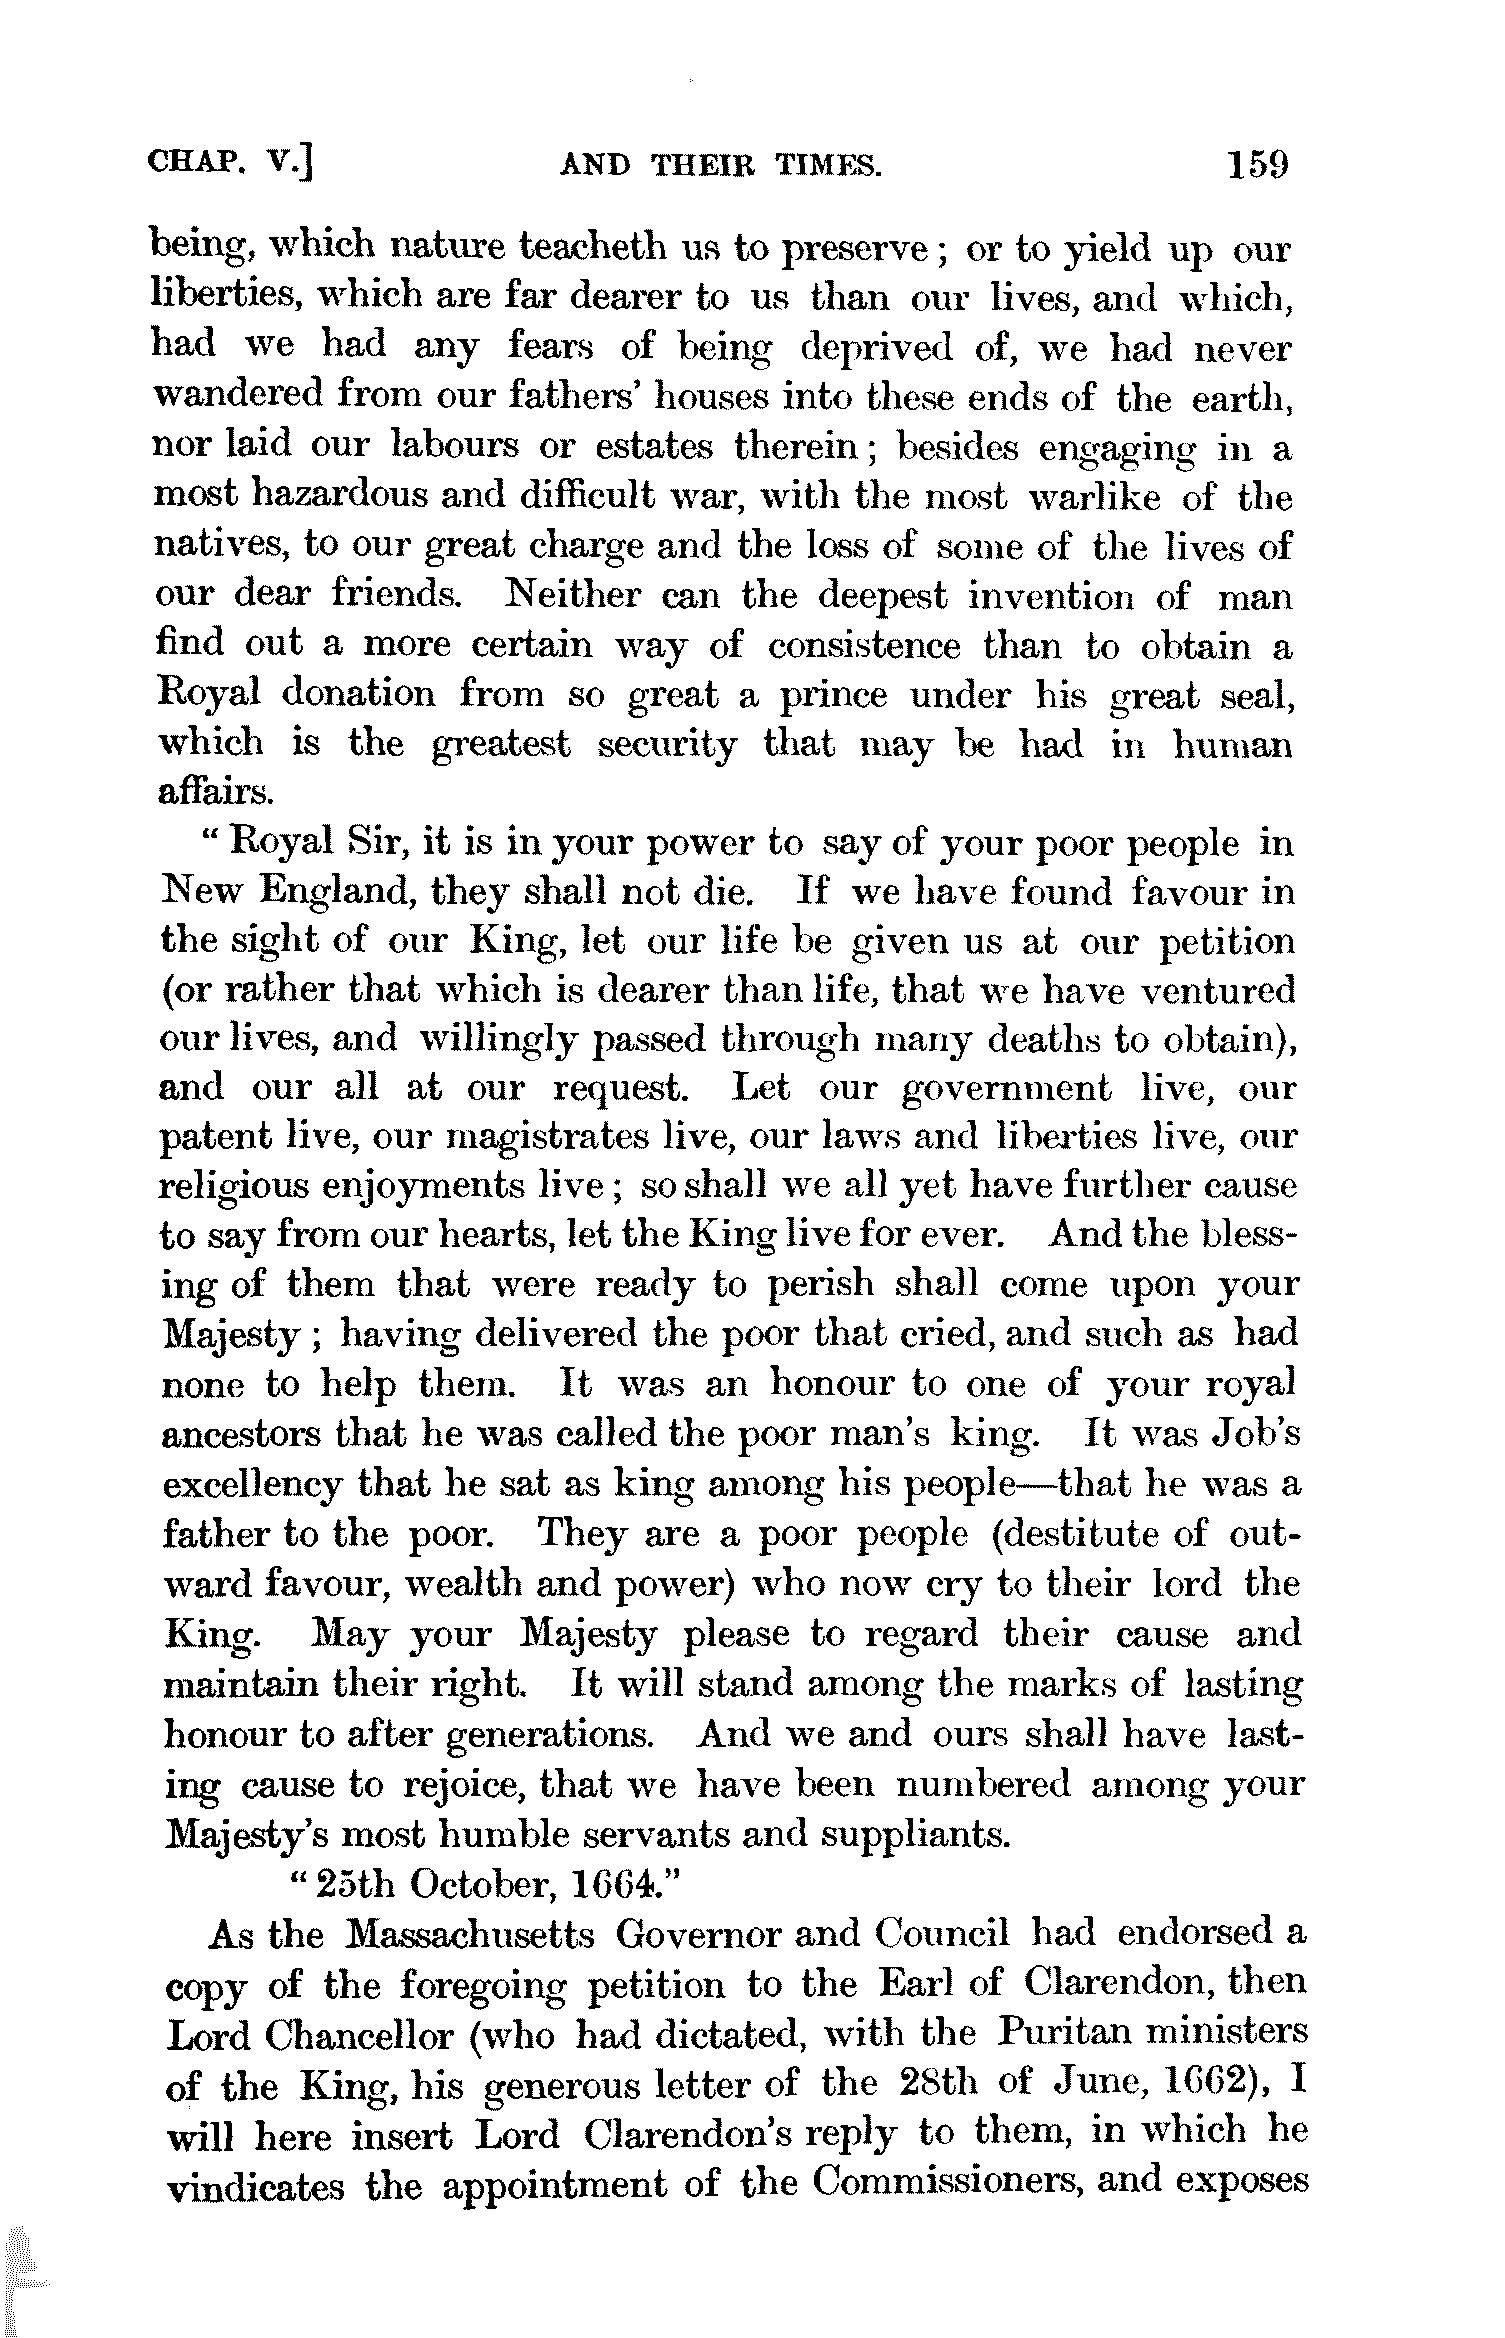 CHAP. V.] AND THEIR TIMES. 159
being, which nature teacheth us to preserve ; or to yield up our
liberties, which are far dearer to us than our lives, and which,
had we had any fears of being deprived of, we had never
wandered from our fathers' houses into these ends of the earth,
nor laid our labours or estates therein ; besides engaging in a
most hazardous and difficult war, with the most warlike of the
natives, to our great charge and the loss of some of the lives of
our dear friends. Neither can the deepest invention of man
find out a more certain way of consistence than to obtain a
Royal donation from so great a prince under his great seal,
which is the greatest security that may be had in human
affairs.
" Royal Sir, it is in your power to say of your poor people in
New England, they shall not die. If we have found favour in
the sight of our King, let our life be given us at our petition
(or rather that which is dearer than life, that we have ventured
our lives, and willingly passed through many deaths to obtain),
and our all at our request. Let our government live, our
patent live, our magistrates live, our laws and liberties live, our
religious enjoyments live ; so shall we all yet have further cause
to say from our hearts, let the King live for ever. And the bless-
ing of them that were ready to perish shall come upon your
Majesty ; having delivered the poor that cried, and such as had
none to help them. It was an honour to one of your royal
ancestors that he was called the poor man's king. It was Job's
excellency that he sat as king among his people—that he was a
father to the poor. They are a poor people (destitute of out-
ward favour, wealth and power) who now cry to their lord the
King. May your Majesty please to regard their cause and
maintain their right. It will stand among the marks of lasting
honour to after generations. And we and ours shall have last-
ing cause to rejoice, that we have been numbered among your
Majesty's most humble servants and suppliants.
" 25th October, 1664."
As the Massachusetts Governor and Council had endorsed a
copy of the foregoing petition to the Earl of Clarendon, then
Lord Chancellor (who had dictated, with the Puritan ministers
of the King, his generous letter of the 28th of June, 1662), I
will here insert Lord Clarendon's reply to them, in which he
vindicates the appointment of the Commissioners, and exposes